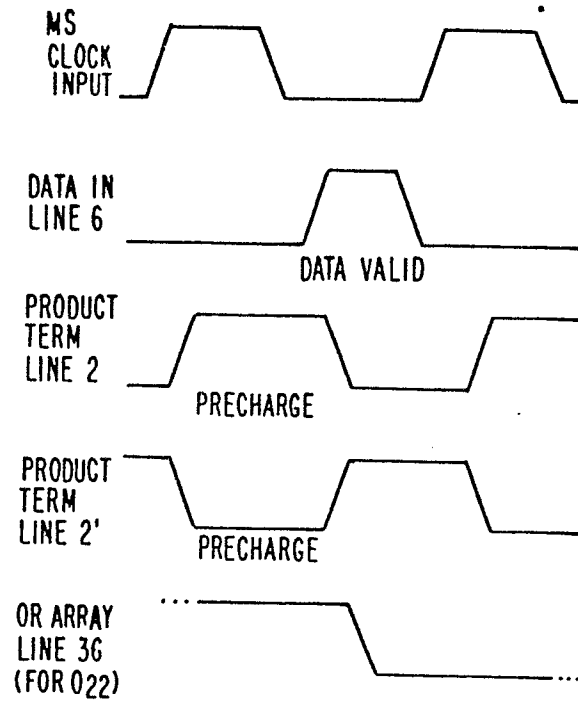 MS
CLOCK
INPUT
DATA IN
LINE 6
DATA VALID
PRODUCT
TERM
LINE 2
PRECHARGE
PRODUCT
TERM
LINE 2'
PRECHARGE
OR ARRAY
LINE 3G
(FOR O22)